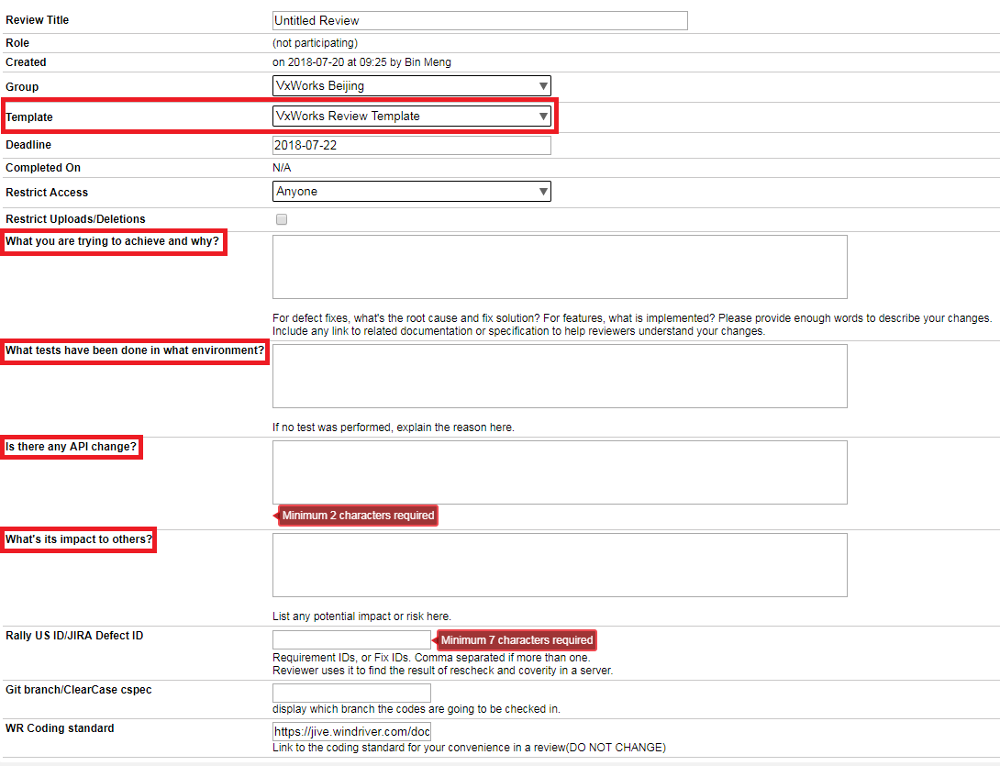 Review Title Untitled Review
Role (not participating)
Created on 2018-07-20 at 09:25 by Bin Meng
Group VxWorks Beijing
Template VxWorks Review Template
Deadline 2018-07-22
Completed On N/A
Restrict Access Anyone
Restrict Uploads/Deletions
What you are trying to achieve and why?
For defect fixes, what's the root cause and fix solution? For features, what is implemented? Please provide enough words to describe your changes.
Include any link to related documentation or specification to help reviewers understand your changes.
What tests have been done in what environment?
If no test was performed, explain the reason here.
Is there any API change?
Minimum 2 characters required
What's its impact to others?
List any potential impact or risk here.
Rally US ID/JIRA Defect ID Minimum 7 characters required
Requirement IDs, or Fix IDs. Comma separated if more than one.
Reviewer uses it to find the result of rescheck and coverity in a server.
Git branch/ClearCase cspec
display which branch the codes are going to be checked in.
WR Coding standard https://jive.windriver.com/doc
Link to the coding standard for your convenience in a review(DO NOT CHANGE)